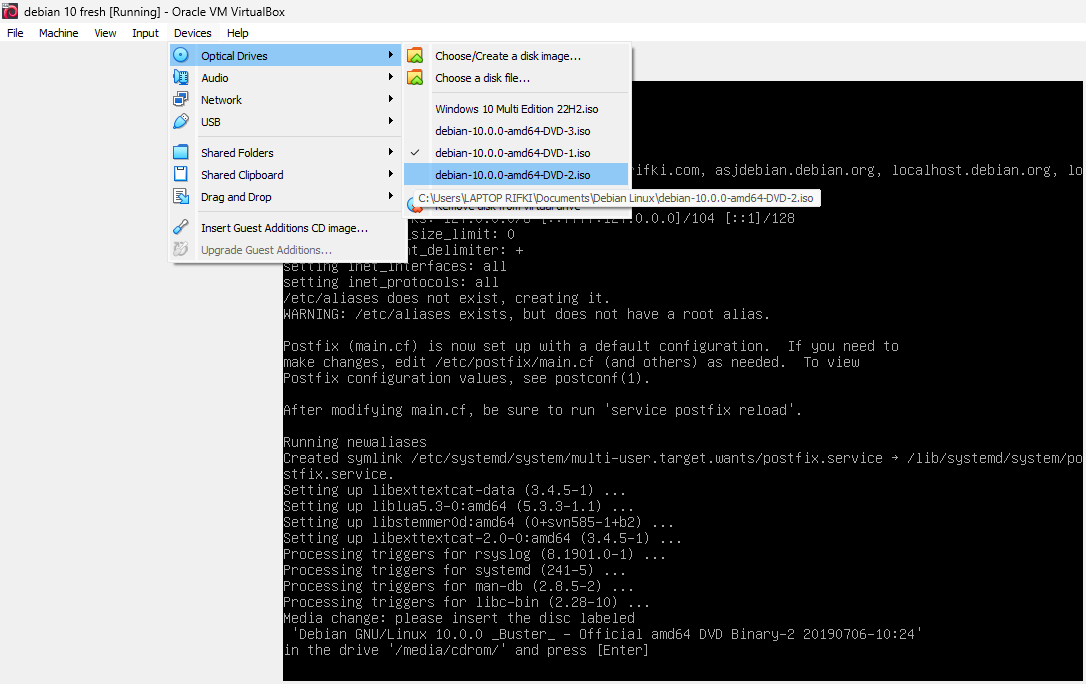 debian 10 fresh [Running] - Oracle VM VirtualBox
File Machine View Input Devices Help
Optical Drives
Audio
Network
USB
Shared Folders
Shared Clipboard
Drag and Drop
Insert Guest Additions CD image...
Upgrade Guest Additions...
Choose/Create a disk image...
Choose a disk file...
Windows 10 Multi Edition 22H2.iso
debian-10.0.0-amd64-DVD-3.iso
debian-10.0.0-amd64-DVD-1.iso
debian-10.0.0-amd64-DVD-2.iso
C:\Users\LAPTOP RIFKI\Documents\Debian Linux\debian-10.0.0-amd64-DVD-2.iso
Remove disk from virtual drive
ifki.com, asjdebian.debian.org, localhost.debian.org, lo
/104 [::1]/128
_size_limit: 0
t_delimiter: +
setting inet_interfaces: all
setting inet_protocols: all
/etc/aliases does not exist, creating it.
WARNING: /etc/aliases exists, but does not have a root alias.
Postfix (main.cf) is now set up with a default configuration.  If you need to
make changes, edit /etc/postfix/main.cf (and others) as needed.  To view
Postfix configuration values, see postconf(1).
After modifying main.cf, be sure to run 'service postfix reload'.
Running newaliases
Created symlink /etc/systemd/system/multi-user.target.wants/postfix.service → /lib/systemd/system/po
stfix.service.
Setting up libexttextcat-data (3.4.5-1) ...
Setting up liblua5.3-0:amd64 (5.3.3-1.1) ...
Setting up libstemmer0d:amd64 (0+svn585-1+b2) ...
Setting up libexttextcat-2.0-0:amd64 (3.4.5-1) ...
Processing triggers for rsyslog (8.1901.0-1) ...
Processing triggers for systemd (241-5) ...
Processing triggers for man-db (2.8.5-2) ...
Processing triggers for libc-bin (2.28-10) ...
Media change: please insert the disc labeled
 'Debian GNU/Linux 10.0.0 _Buster_ - Official amd64 DVD Binary-2 20190706-10:24'
in the drive '/media/cdrom/' and press [Enter]